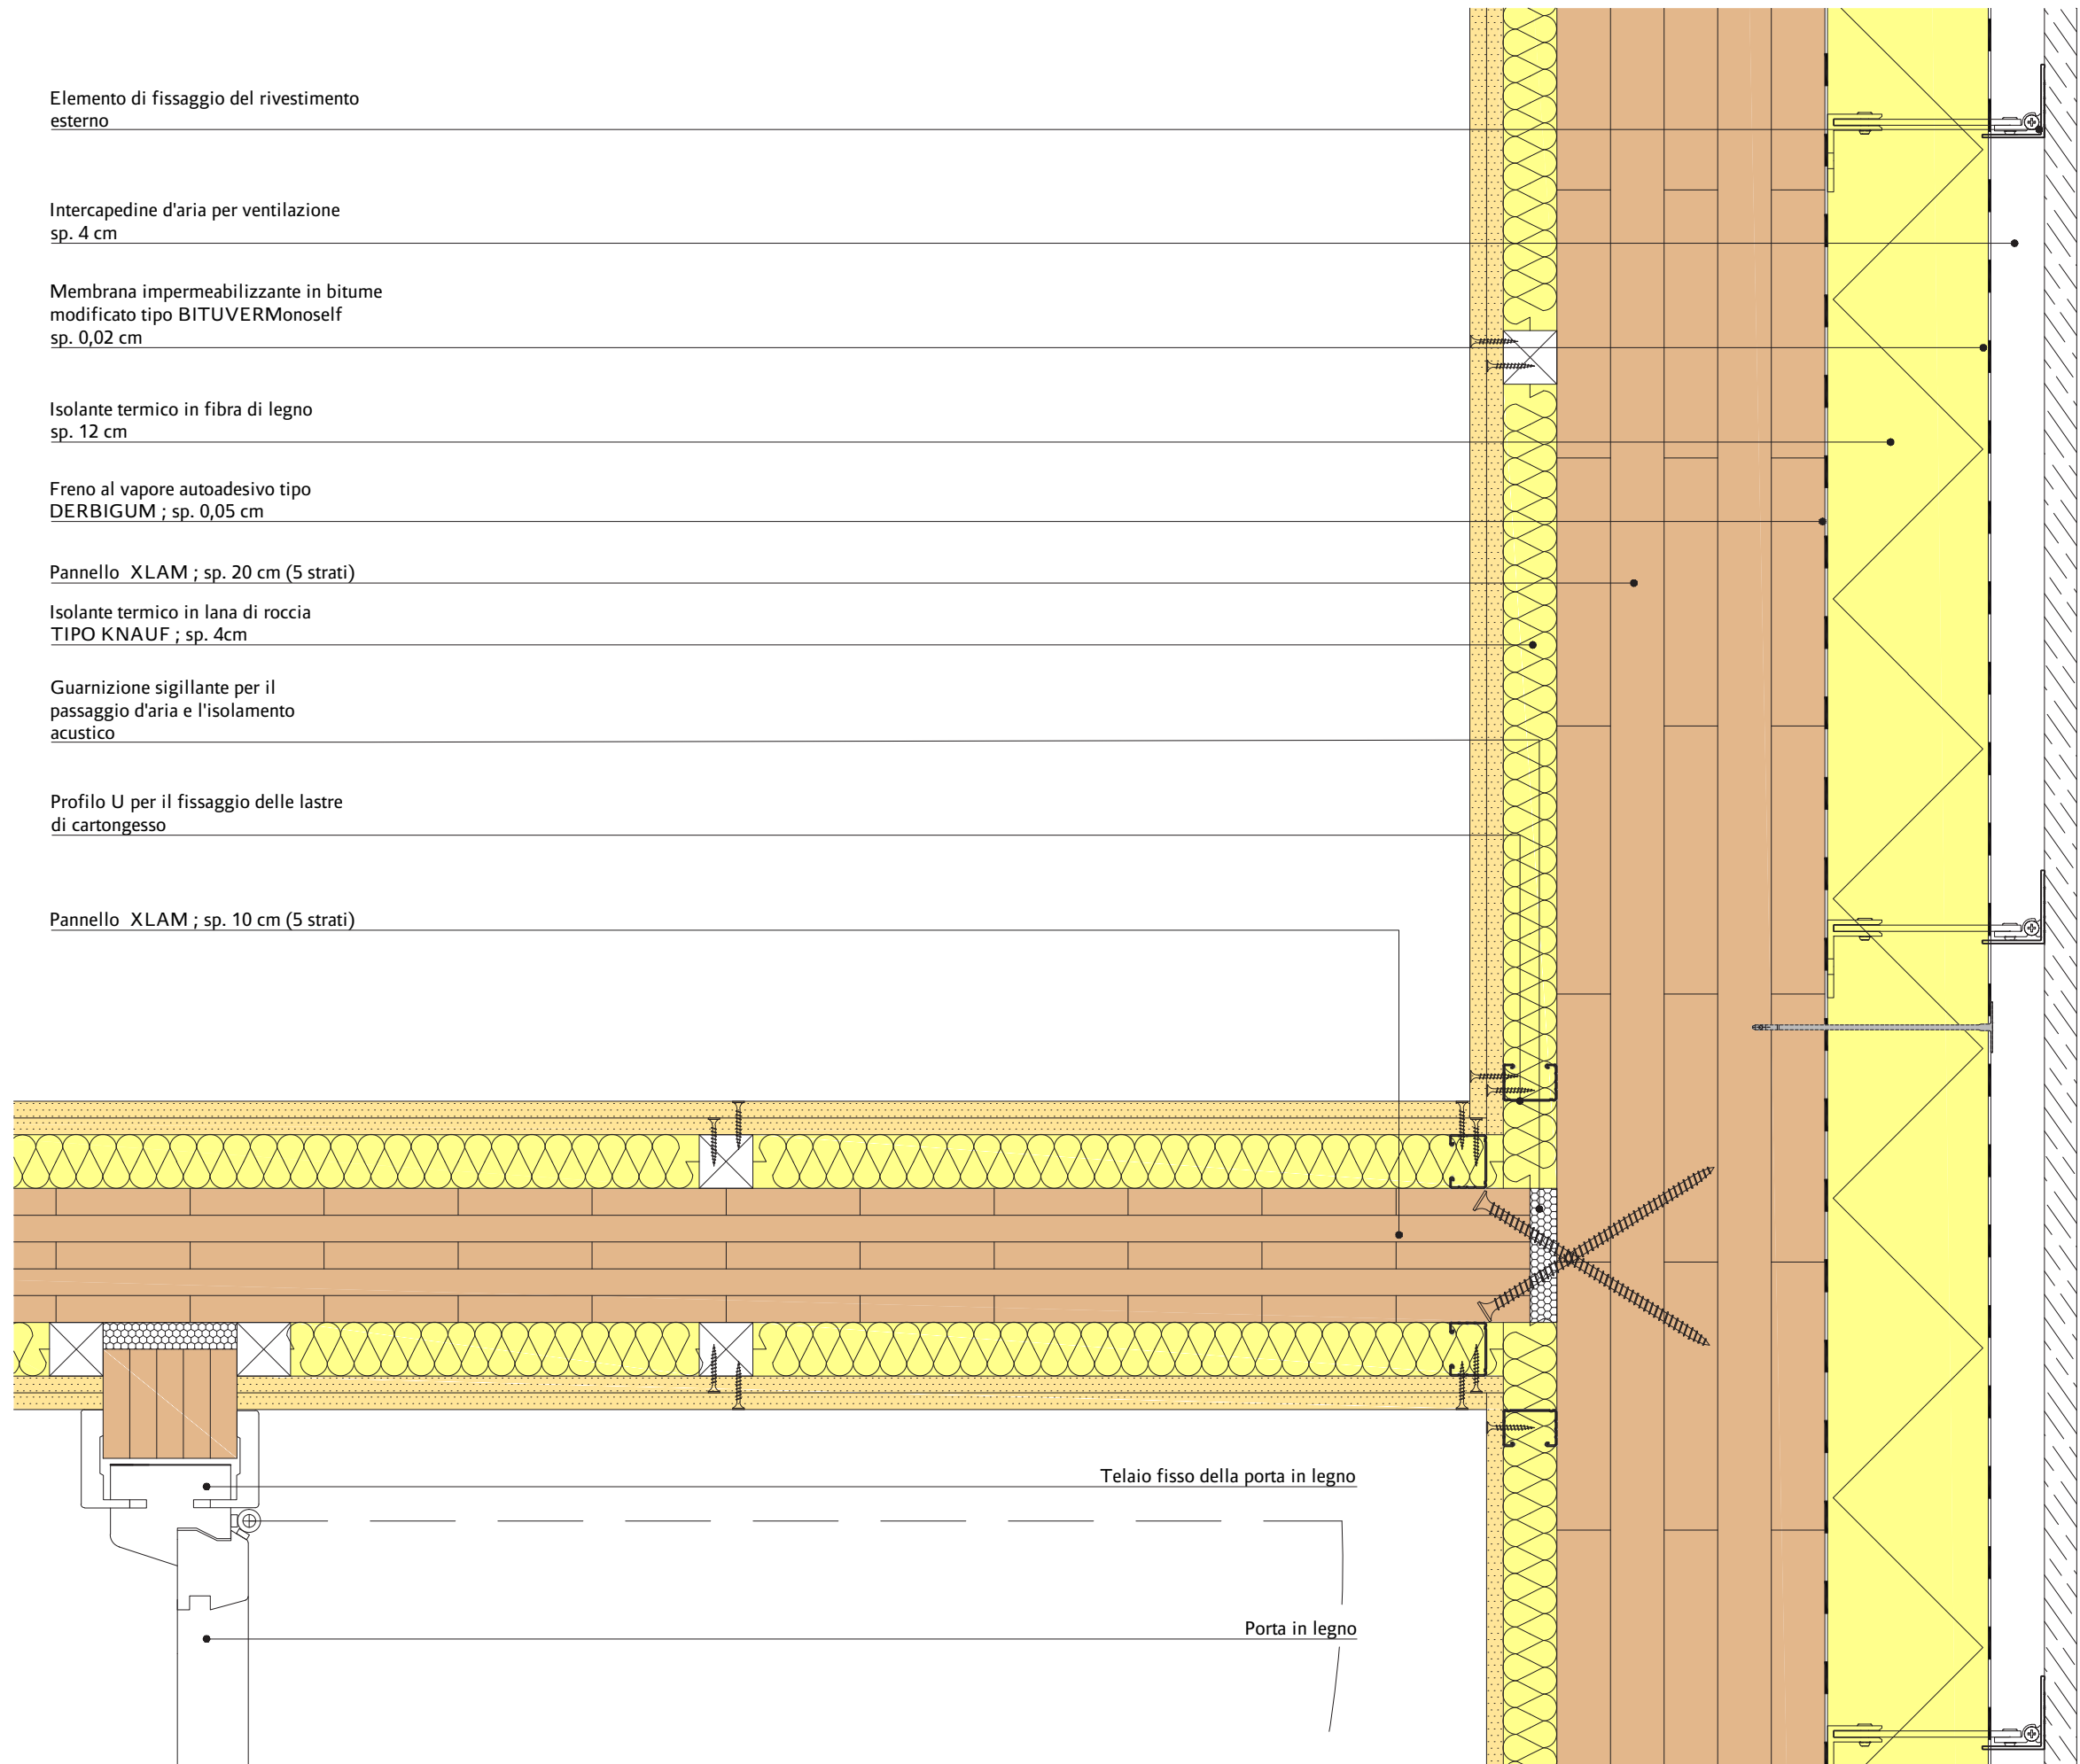 Elemento di fissaggio del rivestimento
esterno
Intercapedine d'aria per ventilazione
sp. 4 cm
Membrana impermeabilizzante in bitume
modificato tipo BITUVERMonoself
sp. 0,02 cm
Isolante termico in fibra di legno
sp. 12 cm
Freno al vapore autoadesivo tipo
DERBIGUM ; sp. 0,05 cm
Pannello XLAM ; sp. 20 cm (5 strati)
Isolante termico in lana di roccia
TIPO KNAUF ; sp. 4cm
Guarnizione sigillante per il
passaggio d'aria e l'isolamento
acustico
Profilo U per il fissaggio delle lastre
di cartongesso
Pannello XLAM ; sp. 10 cm (5 strati)
Telaio fisso della porta in legno
Porta in legno